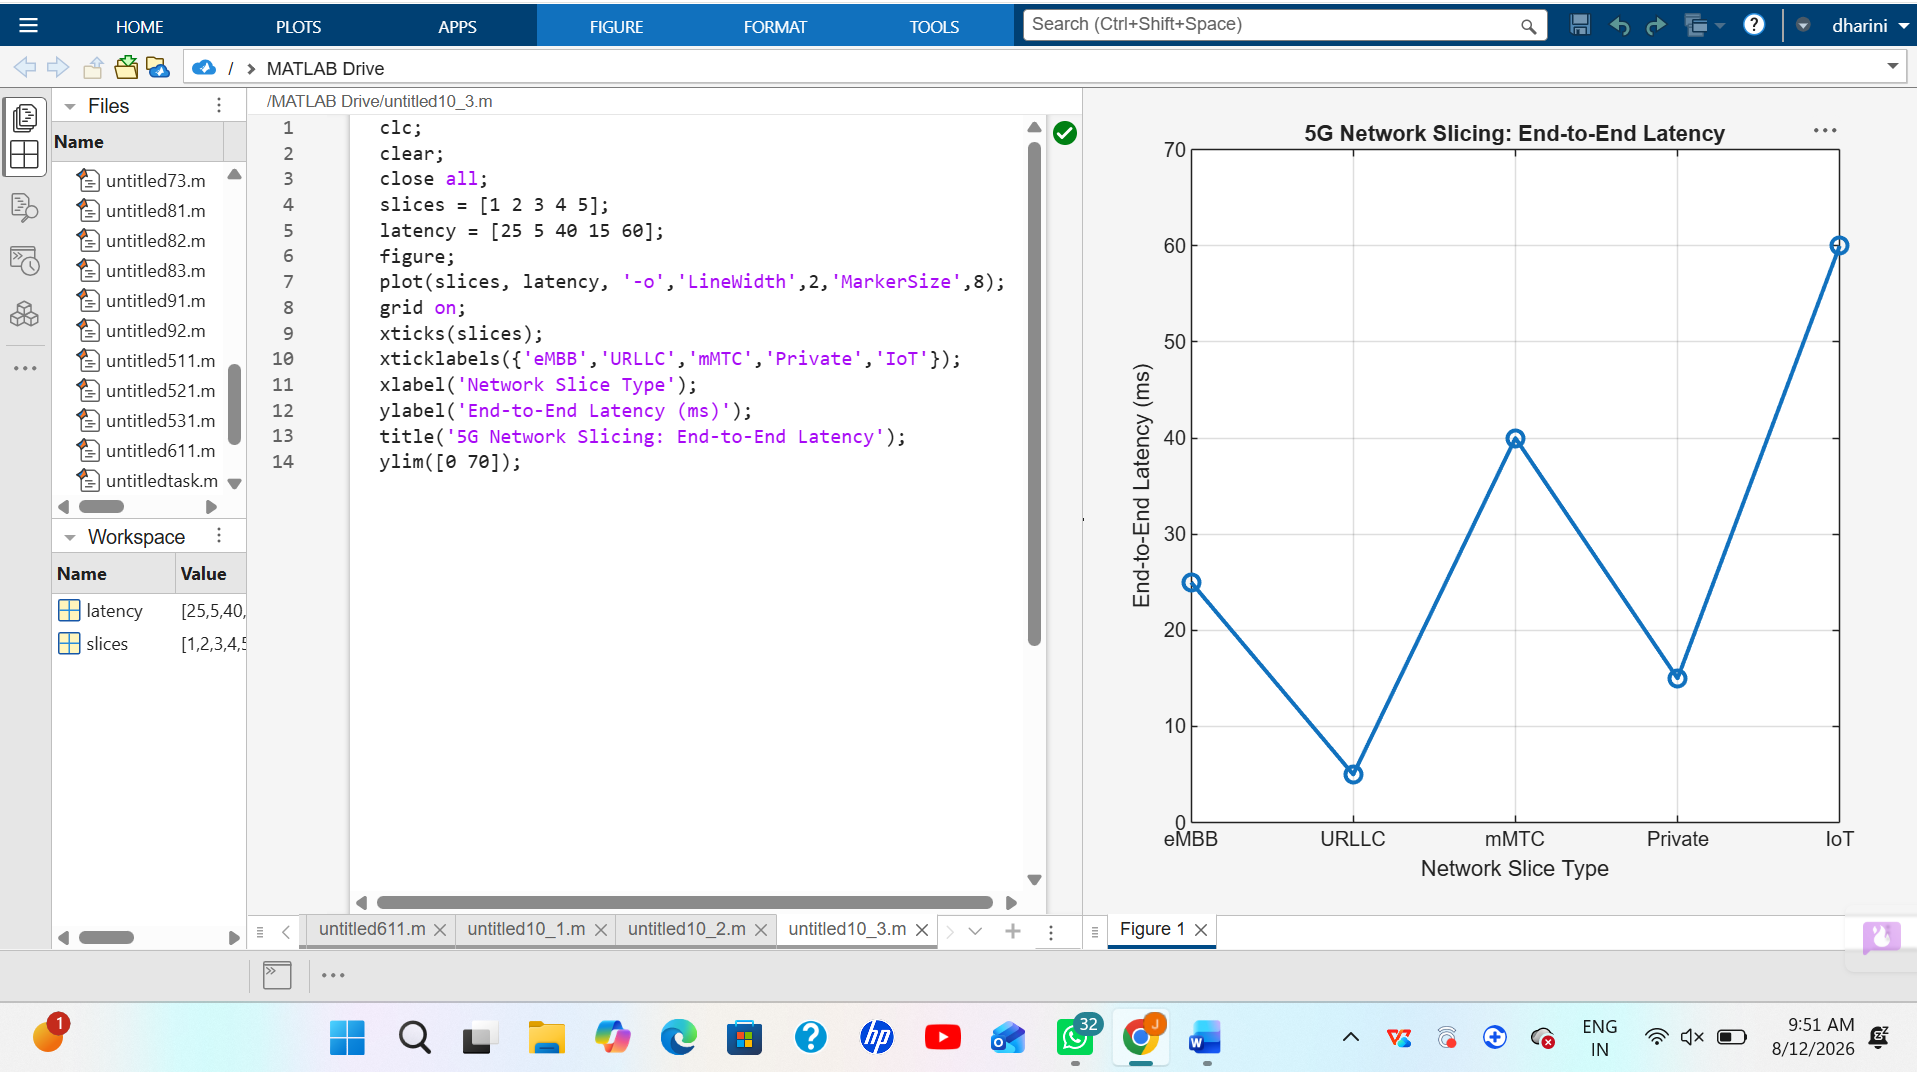 HOME PLOTS APPS FIGURE FORMAT TOOLS Search (Ctrl+Shift+Space) dharini
/ MATLAB Drive
Files
Name
untitled73.m
untitled81.m
untitled82.m
untitled83.m
untitled91.m
untitled92.m
untitled511.m
untitled521.m
untitled531.m
untitled611.m
untitledtask.m
Workspace
Name Value
latency [25,5,40,
slices [1,2,3,4,5
/MATLAB Drive/untitled10_3.m
1 clc;
2 clear;
3 close all;
4 slices = [1 2 3 4 5];
5 latency = [25 5 40 15 60];
6 figure;
7 plot(slices, latency, '-o','LineWidth',2,'MarkerSize',8);
8 grid on;
9 xticks(slices);
10 xticklabels({'eMBB','URLLC','mMTC','Private','IoT'});
11 xlabel('Network Slice Type');
12 ylabel('End-to-End Latency (ms)');
13 title('5G Network Slicing: End-to-End Latency');
14 ylim([0 70]);
untitled611.m untitled10_1.m untitled10_2.m untitled10_3.m
5G Network Slicing: End-to-End Latency
70
60
50
40
30
20
10
0
End-to-End Latency (ms)
eMBB URLLC mMTC Private IoT
Network Slice Type
Figure 1
1
hp
32
J
ENG
IN
9:51 AM
8/12/2026